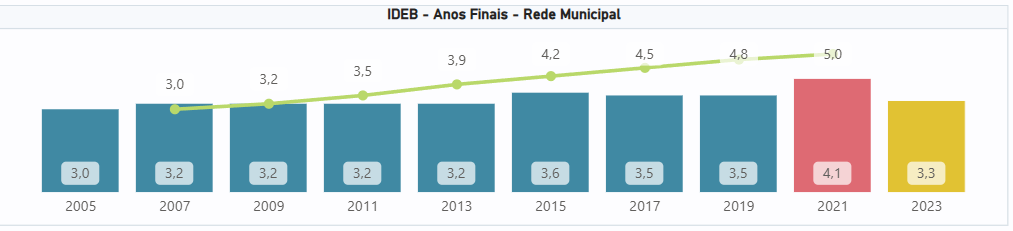 IDEB - Anos Finais - Rede Municipal
3,0 3,2 3,5 3,9 4,2 4,5 4,8 5,0
3,0 3,2 3,2 3,2 3,2 3,6 3,5 3,5 4,1 3,3
2005 2007 2009 2011 2013 2015 2017 2019 2021 2023